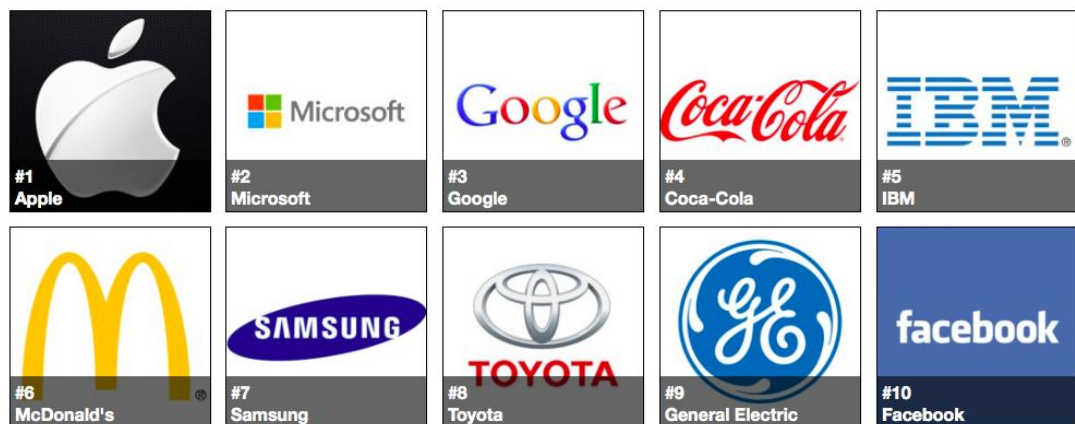 #1
Apple
Microsoft
#2
Microsoft
Google
#3
Google
Coca-Cola
#4
Coca-Cola
IBM®
#5
IBM
®
#6
McDonald's
SAMSUNG
#7
Samsung
TOYOTA
#8
Toyota
GE
#9
General Electric
facebook
#10
Facebook